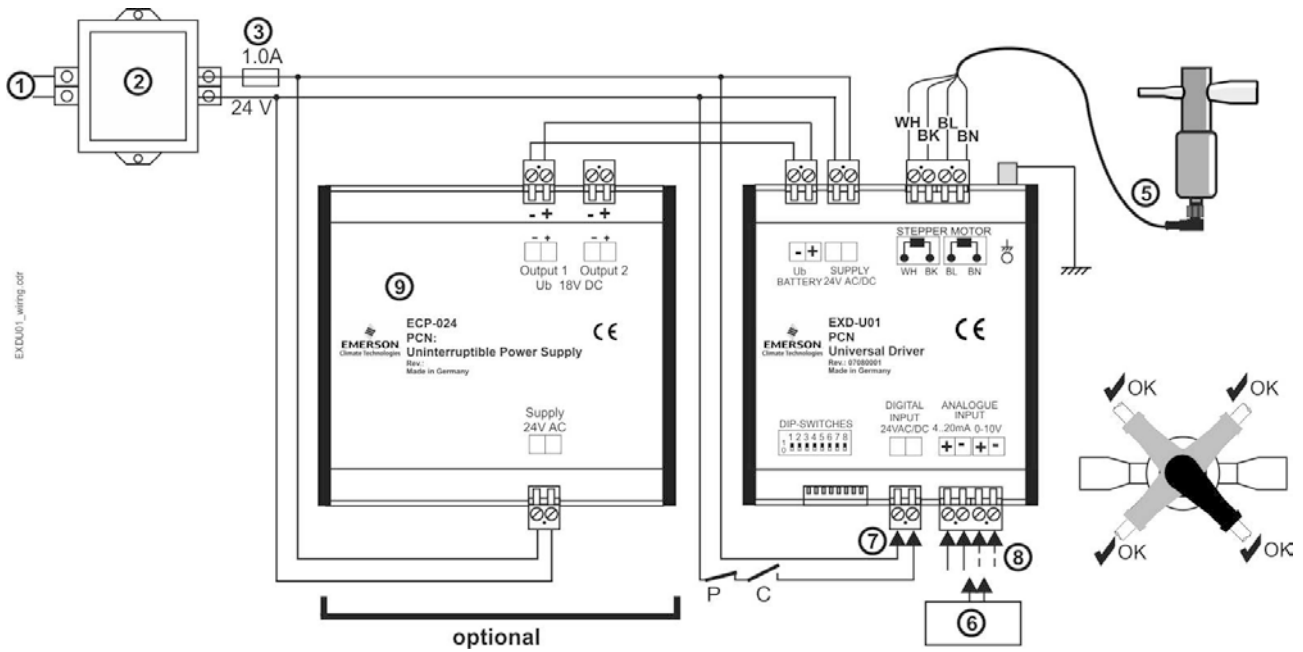 ①
②
③
1.0A
24 V
WH
BK
BL
BN
⑤
EXDU01_wiring.cdr
- +
- +
Output 1 Output 2
Ub 18V DC
⑨
EMERSON
Climate Technologies
ECP-024
PCN:
Uninterruptible Power Supply
Rev.:
Made in Germany
CE
Supply
24V AC
optional
STEPPER MOTOR
WH BK BL BN
- +
Ub SUPPLY
BATTERY 24V AC/DC
EMERSON
Climate Technologies
EXD-U01
PCN
Universal Driver
Rev.: 07080001
Made in Germany
CE
DIP-SWITCHES
1 2 3 4 5 6 7 8
1
0
DIGITAL
INPUT
24VAC/DC
ANALOGUE
INPUT
4..20mA 0-10V
+ - + -
⑦
⑧
P C
⑥
OK
OK
OK
OK